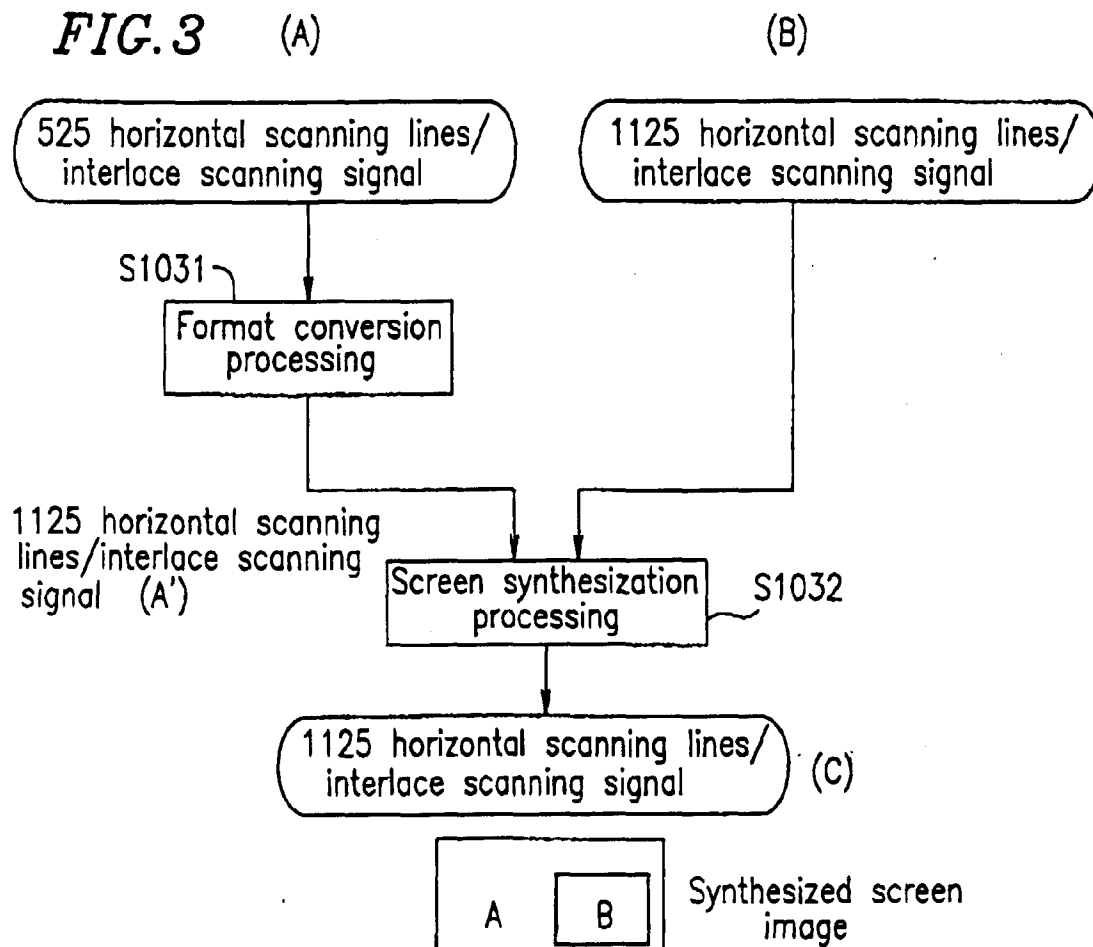 FIG. 3 (A) (B)
525 horizontal scanning lines/
interlace scanning signal
1125 horizontal scanning lines/
interlace scanning signal
S1031
Format conversion
processing
1125 horizontal scanning
lines/interlace scanning
signal (A')
Screen synthesization
processing
S1032
1125 horizontal scanning lines/
interlace scanning signal
(C)
A
B
Synthesized screen
image